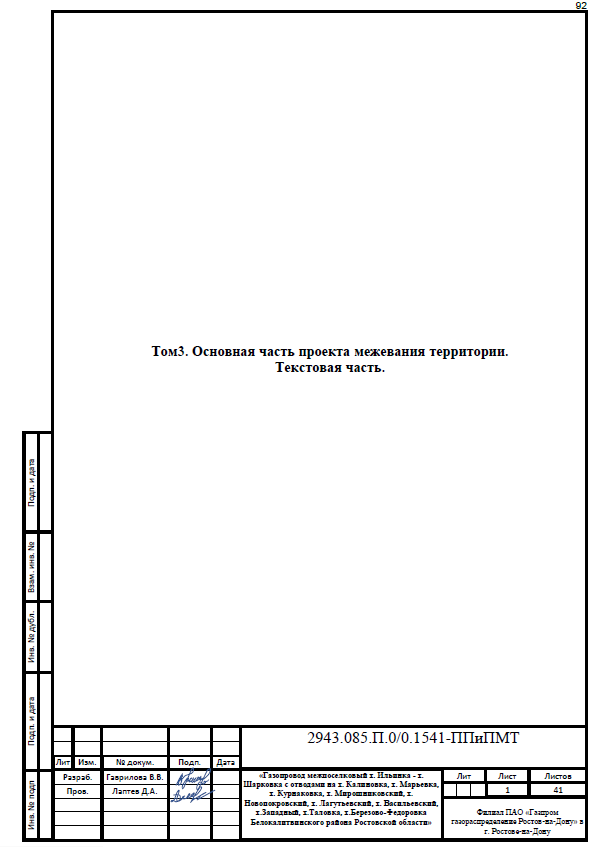 92
Том3. Основная часть проекта межевания территории.
Текстовая часть.
Подп. и дата
Взам. инв. №
Инв. № дубл.
Подп. и дата
Инв. № подп
2943.085.П.0/0.1541-ППиПМТ
Лит Изм. № докум. Подп. Дата
Разраб. Гаврилова В.В.
Пров. Лаптев Д.А.
«Газопровод межпоселковый х. Ильинка - х.
Шарковка с отводами на х. Калиновка, х. Марьевка,
х. Курнаковка, х. Мирошниковский, х.
Новопокровский, х. Лагутьевский, х. Васильевский,
х.Западный, х.Таловка, х.Березово-Федоровка
Белокалитвинского района Ростовской области»
Лит Лист Листов
1 41
Филиал ПАО «Газпром
газораспределение Ростов-на-Дону» в
г. Ростове-на-Дону